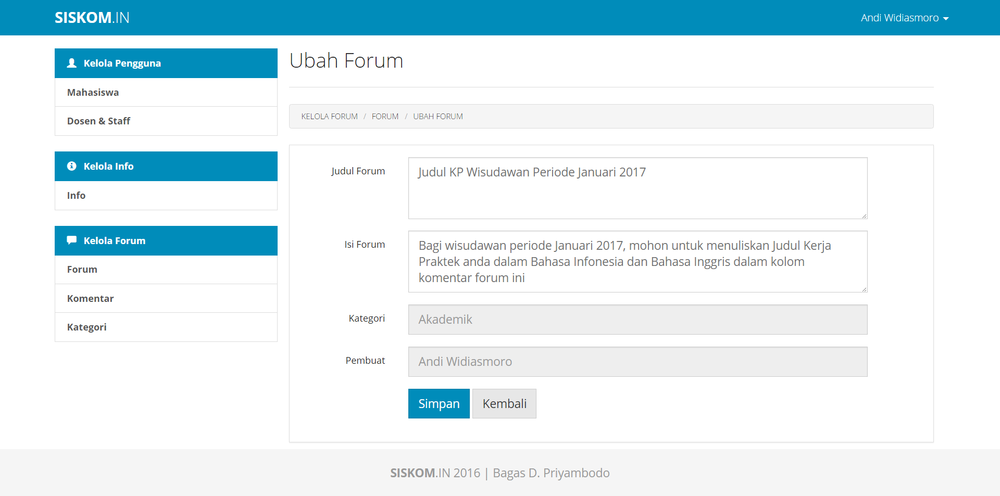 SISKOM.IN
Andi Widiasmoro
Kelola Pengguna
Mahasiswa
Dosen & Staff
Kelola Info
Info
Kelola Forum
Forum
Komentar
Kategori
Ubah Forum
KELOLA FORUM / FORUM / UBAH FORUM
Judul Forum
Judul KP Wisudawan Periode Januari 2017
Isi Forum
Bagi wisudawan periode Januari 2017, mohon untuk menuliskan Judul Kerja
Praktek anda dalam Bahasa Infonesia dan Bahasa Inggris dalam kolom
komentar forum ini
Kategori
Akademik
Pembuat
Andi Widiasmoro
Simpan
Kembali
SISKOM.IN 2016 | Bagas D. Priyambodo